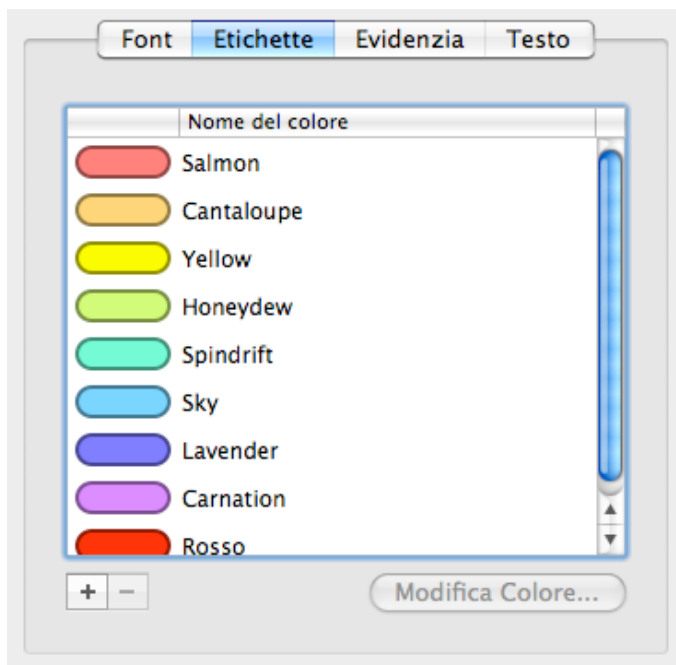 Font Etichette Evidenzia Testo
Nome del colore
Salmon
Cantaloupe
Yellow
Honeydew
Spindrift
Sky
Lavender
Carnation
Rosso
+ − Modifica Colore...